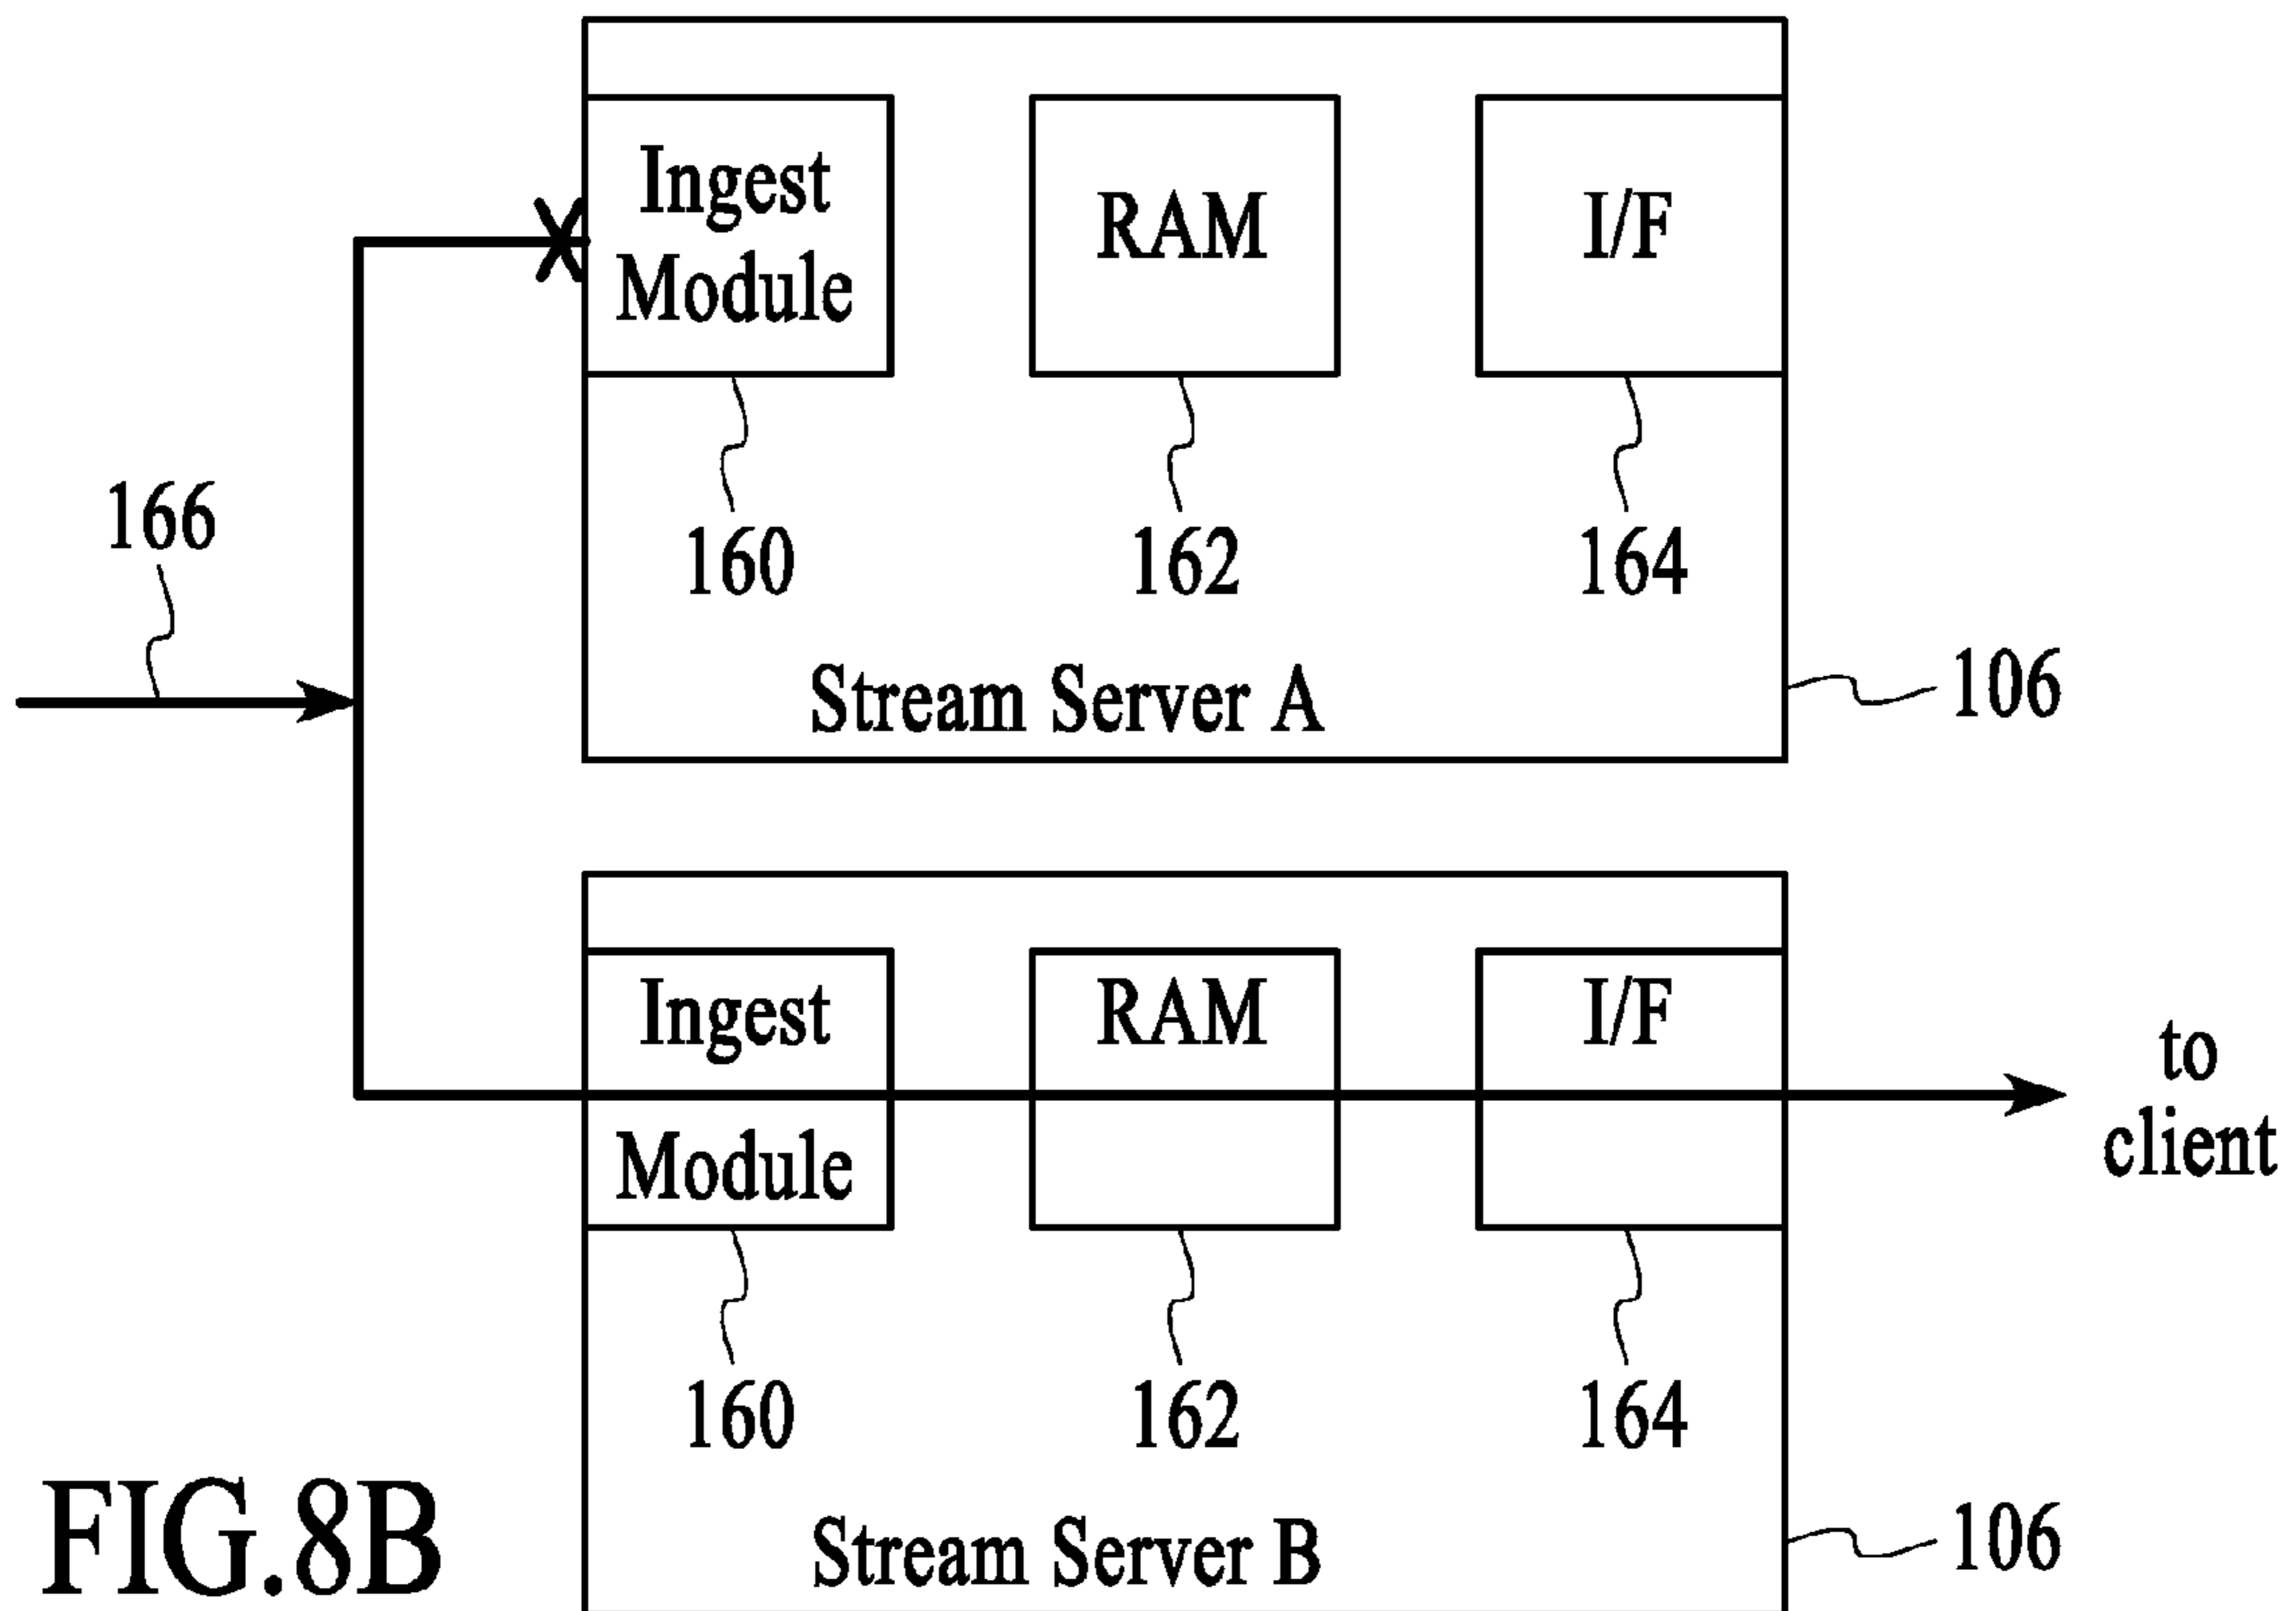 Ingest
Module
RAM
I/F
166
160
162
164
Stream Server A
106
Ingest
Module
RAM
I/F
to
client
160
162
164
Stream Server B
106
FIG.8B